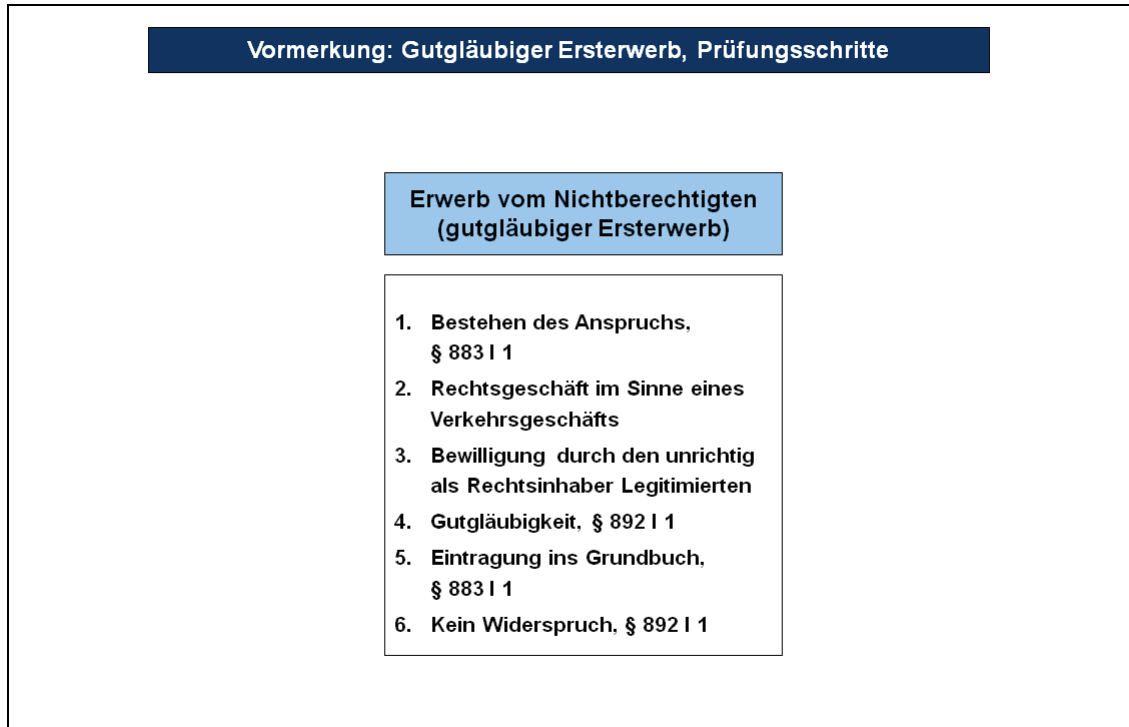 Vormerkung: Gutgläubiger Ersterwerb, Prüfungsschritte
Erwerb vom Nichtberechtigten
(gutgläubiger Ersterwerb)
1. Bestehen des Anspruchs,
§ 883 I 1
2. Rechtsgeschäft im Sinne eines
Verkehrsgeschäfts
3. Bewilligung durch den unrichtig
als Rechtsinhaber Legitimierten
4. Gutgläubigkeit, § 892 I 1
5. Eintragung ins Grundbuch,
§ 883 I 1
6. Kein Widerspruch, § 892 I 1